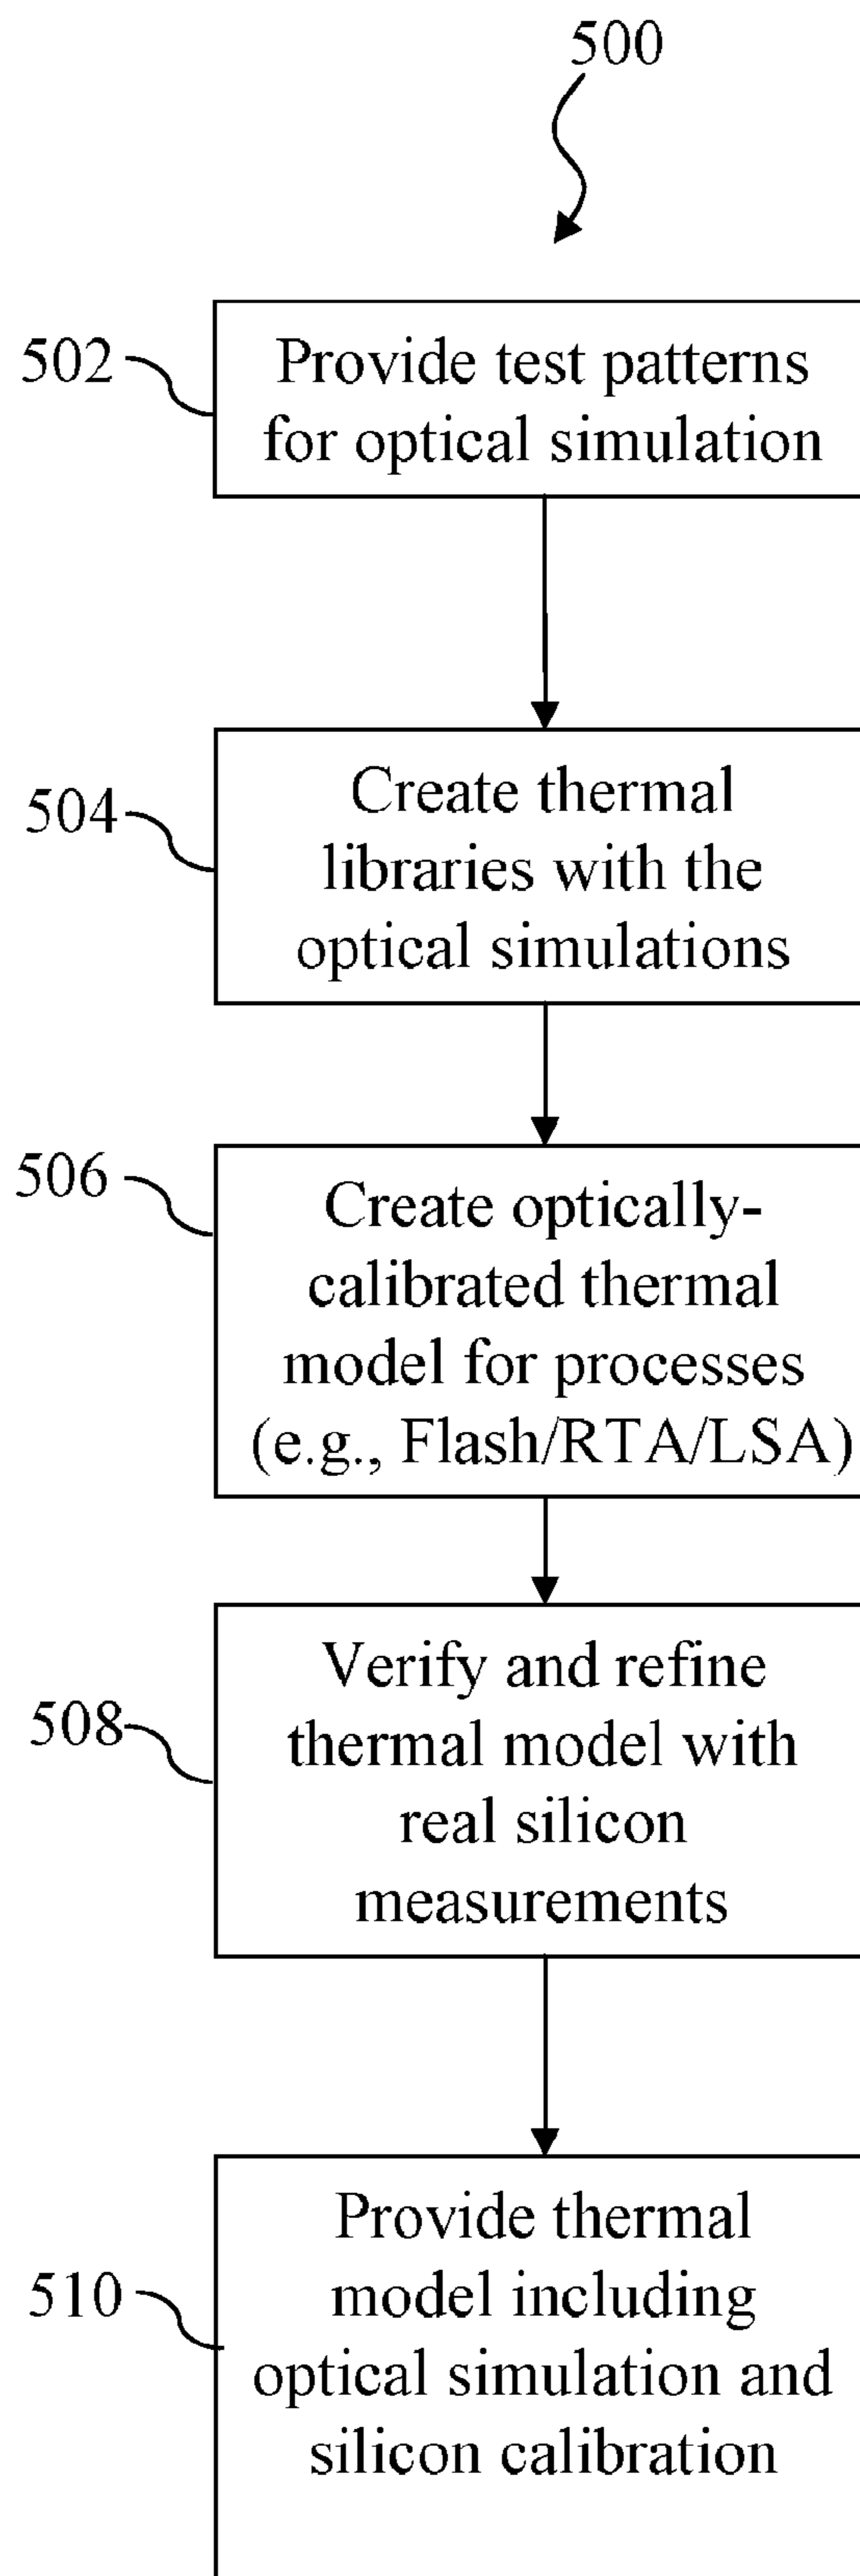 500
502
Provide test patterns
for optical simulation
504
Create thermal
libraries with the
optical simulations
506
Create optically-
calibrated thermal
model for processes
(e.g., Flash/RTA/LSA)
508
Verify and refine
thermal model with
real silicon
measurements
510
Provide thermal
model including
optical simulation and
silicon calibration